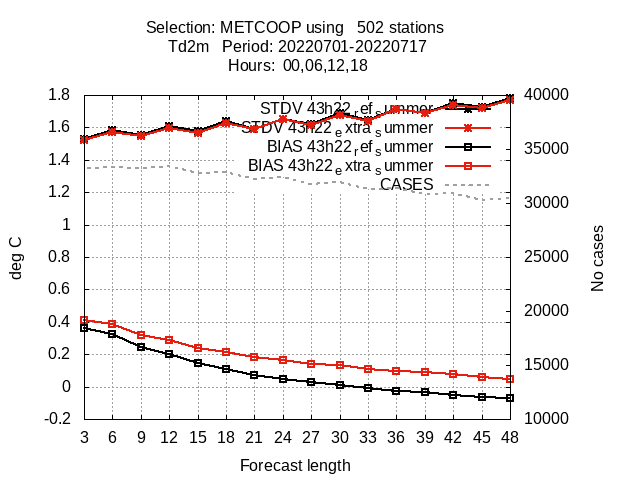 Selection: METCOOP using   502 stations
Td2m   Period: 20220701-20220717
Hours:  00,06,12,18
1.8
1.6
1.4
1.2
1
0.8
0.6
0.4
0.2
0
-0.2
deg C
STDV 43h22_ref_summer
STDV 43h22_extra_summer
BIAS 43h22_ref_summer
BIAS 43h22_extra_summer
CASES
40000
35000
30000
25000
20000
15000
10000
No cases
3 6 9 12 15 18 21 24 27 30 33 36 39 42 45 48
Forecast length